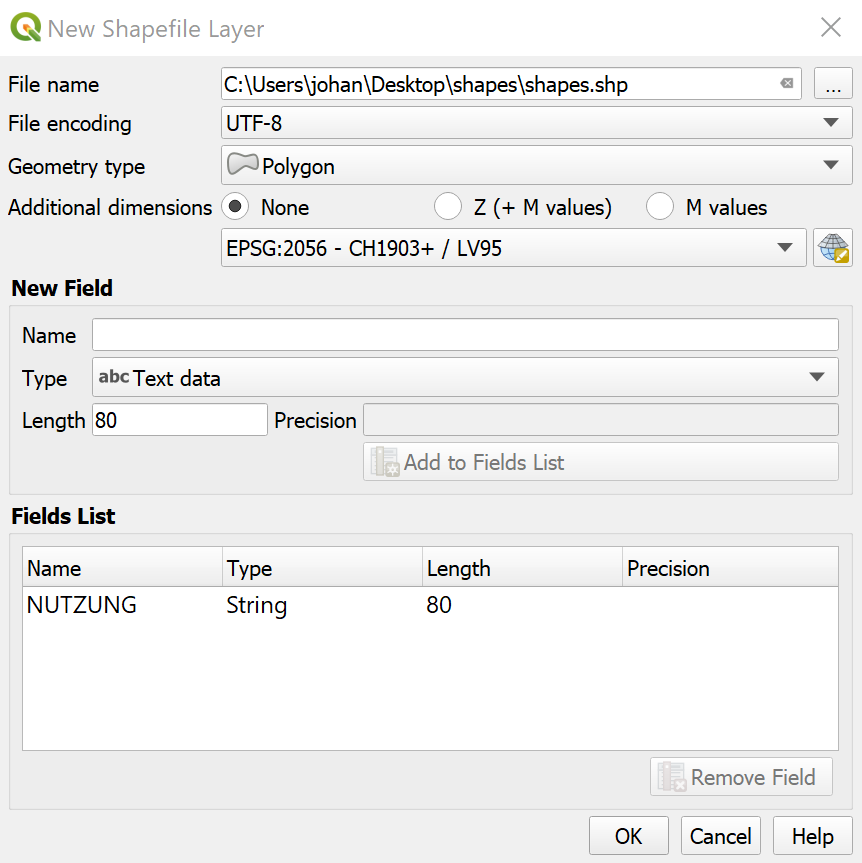 New Shapefile Layer
File name C:\Users\johan\Desktop\shapes\shapes.shp ...
File encoding UTF-8
Geometry type Polygon
Additional dimensions None Z (+ M values) M values
EPSG:2056 - CH1903+ / LV95
New Field
Name
Type abc Text data
Length 80 Precision
Add to Fields List
Fields List
Name Type Length Precision
NUTZUNG String 80
Remove Field
OK Cancel Help